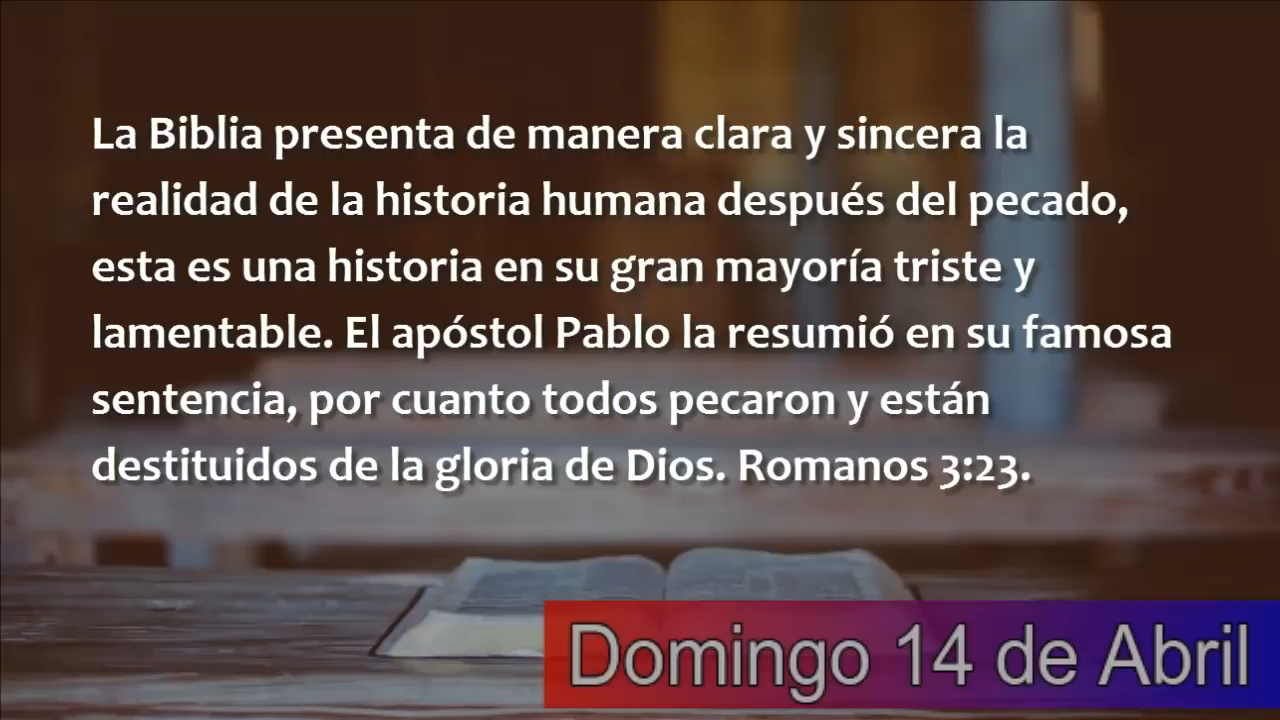 La Biblia presenta de manera clara y sincera la
realidad de la historia humana después del pecado,
esta es una historia en su gran mayoría triste y
lamentable. El apóstol Pablo la resumió en su famosa
sentencia, por cuanto todos pecaron y están
destituidos de la gloria de Dios. Romanos 3:23.
Domingo 14 de Abril